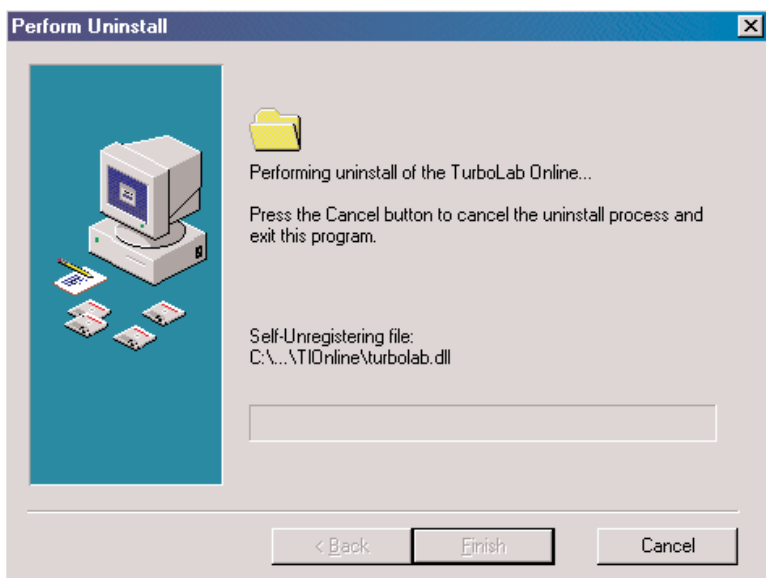 Perform Uninstall
Performing uninstall of the TurboLab Online...
Press the Cancel button to cancel the uninstall process and
exit this program.
Self-Unregistering file:
C:\...\TlOnline\turbolab.dll
< Back
Finish
Cancel